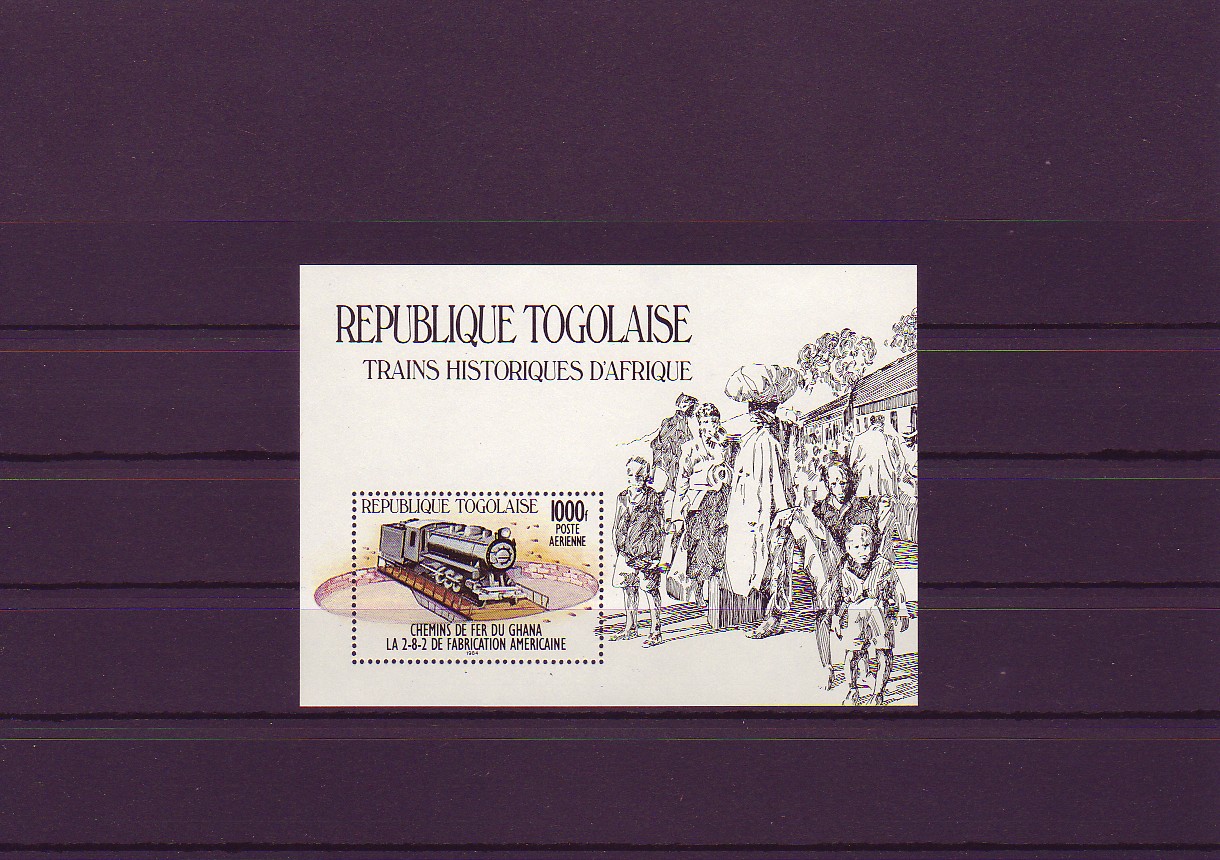 REPUBLIQUE TOGOLAISE
TRAINS HISTORIQUES D'AFRIQUE
REPUBLIQUE TOGOLAISE
1000f
POSTE
AERIENNE
CHEMINS DE FER DU GHANA
LA 2-8-2 DE FABRICATION AMERICAINE
1984